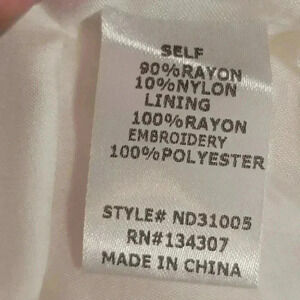 SELF
90%RAYON
10%NYLON
LINING
100%RAYON
EMBROIDERY
100%POLYESTER
STYLE# ND31005
RN#134307
MADE IN CHINA